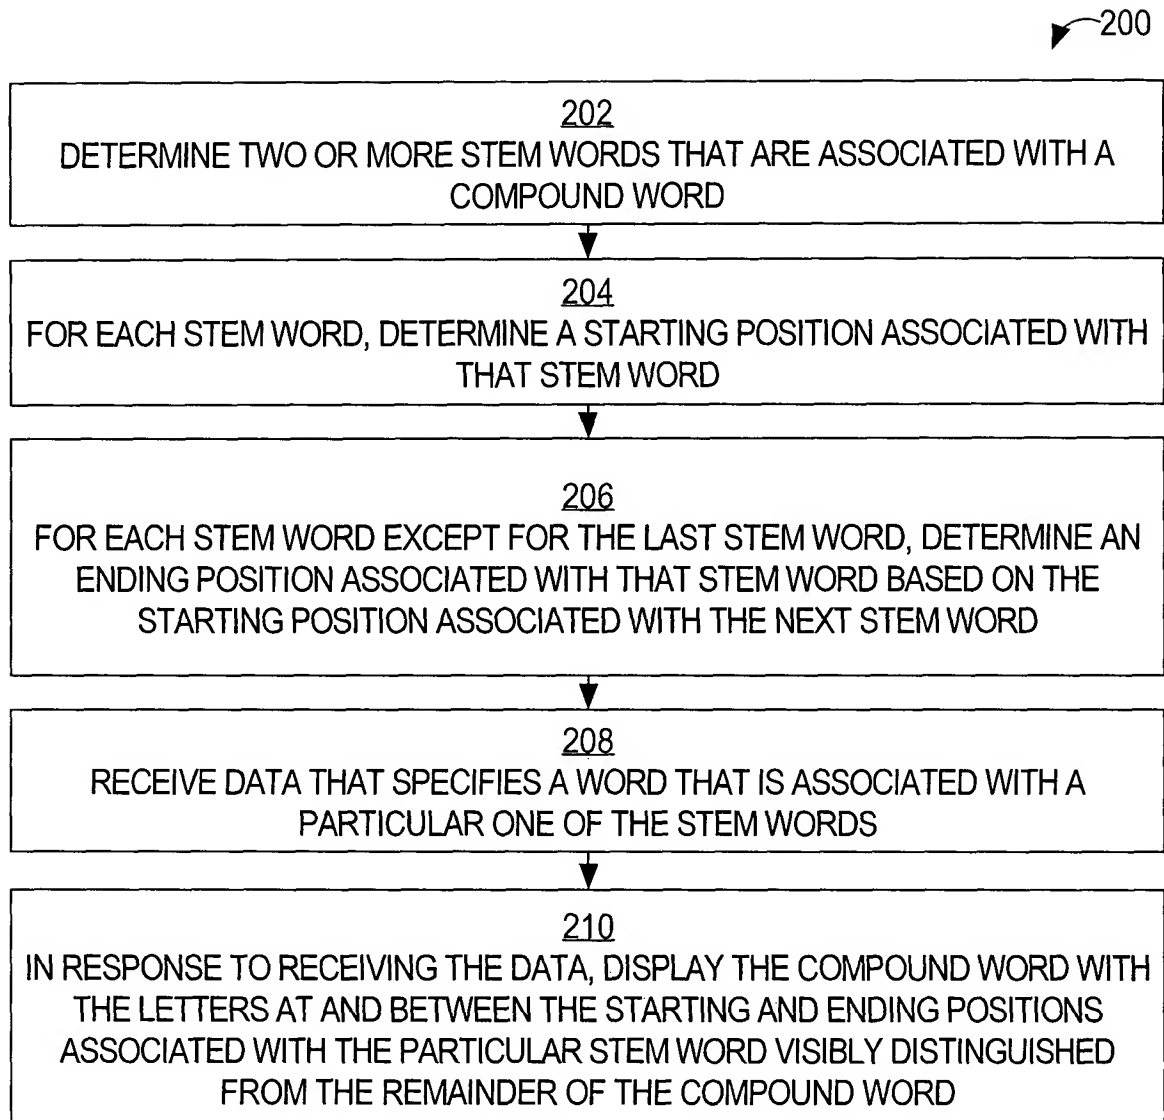 200
202
DETERMINE TWO OR MORE STEM WORDS THAT ARE ASSOCIATED WITH A
COMPOUND WORD
204
FOR EACH STEM WORD, DETERMINE A STARTING POSITION ASSOCIATED WITH
THAT STEM WORD
206
FOR EACH STEM WORD EXCEPT FOR THE LAST STEM WORD, DETERMINE AN
ENDING POSITION ASSOCIATED WITH THAT STEM WORD BASED ON THE
STARTING POSITION ASSOCIATED WITH THE NEXT STEM WORD
208
RECEIVE DATA THAT SPECIFIES A WORD THAT IS ASSOCIATED WITH A
PARTICULAR ONE OF THE STEM WORDS
210
IN RESPONSE TO RECEIVING THE DATA, DISPLAY THE COMPOUND WORD WITH
THE LETTERS AT AND BETWEEN THE STARTING AND ENDING POSITIONS
ASSOCIATED WITH THE PARTICULAR STEM WORD VISIBLY DISTINGUISHED
FROM THE REMAINDER OF THE COMPOUND WORD